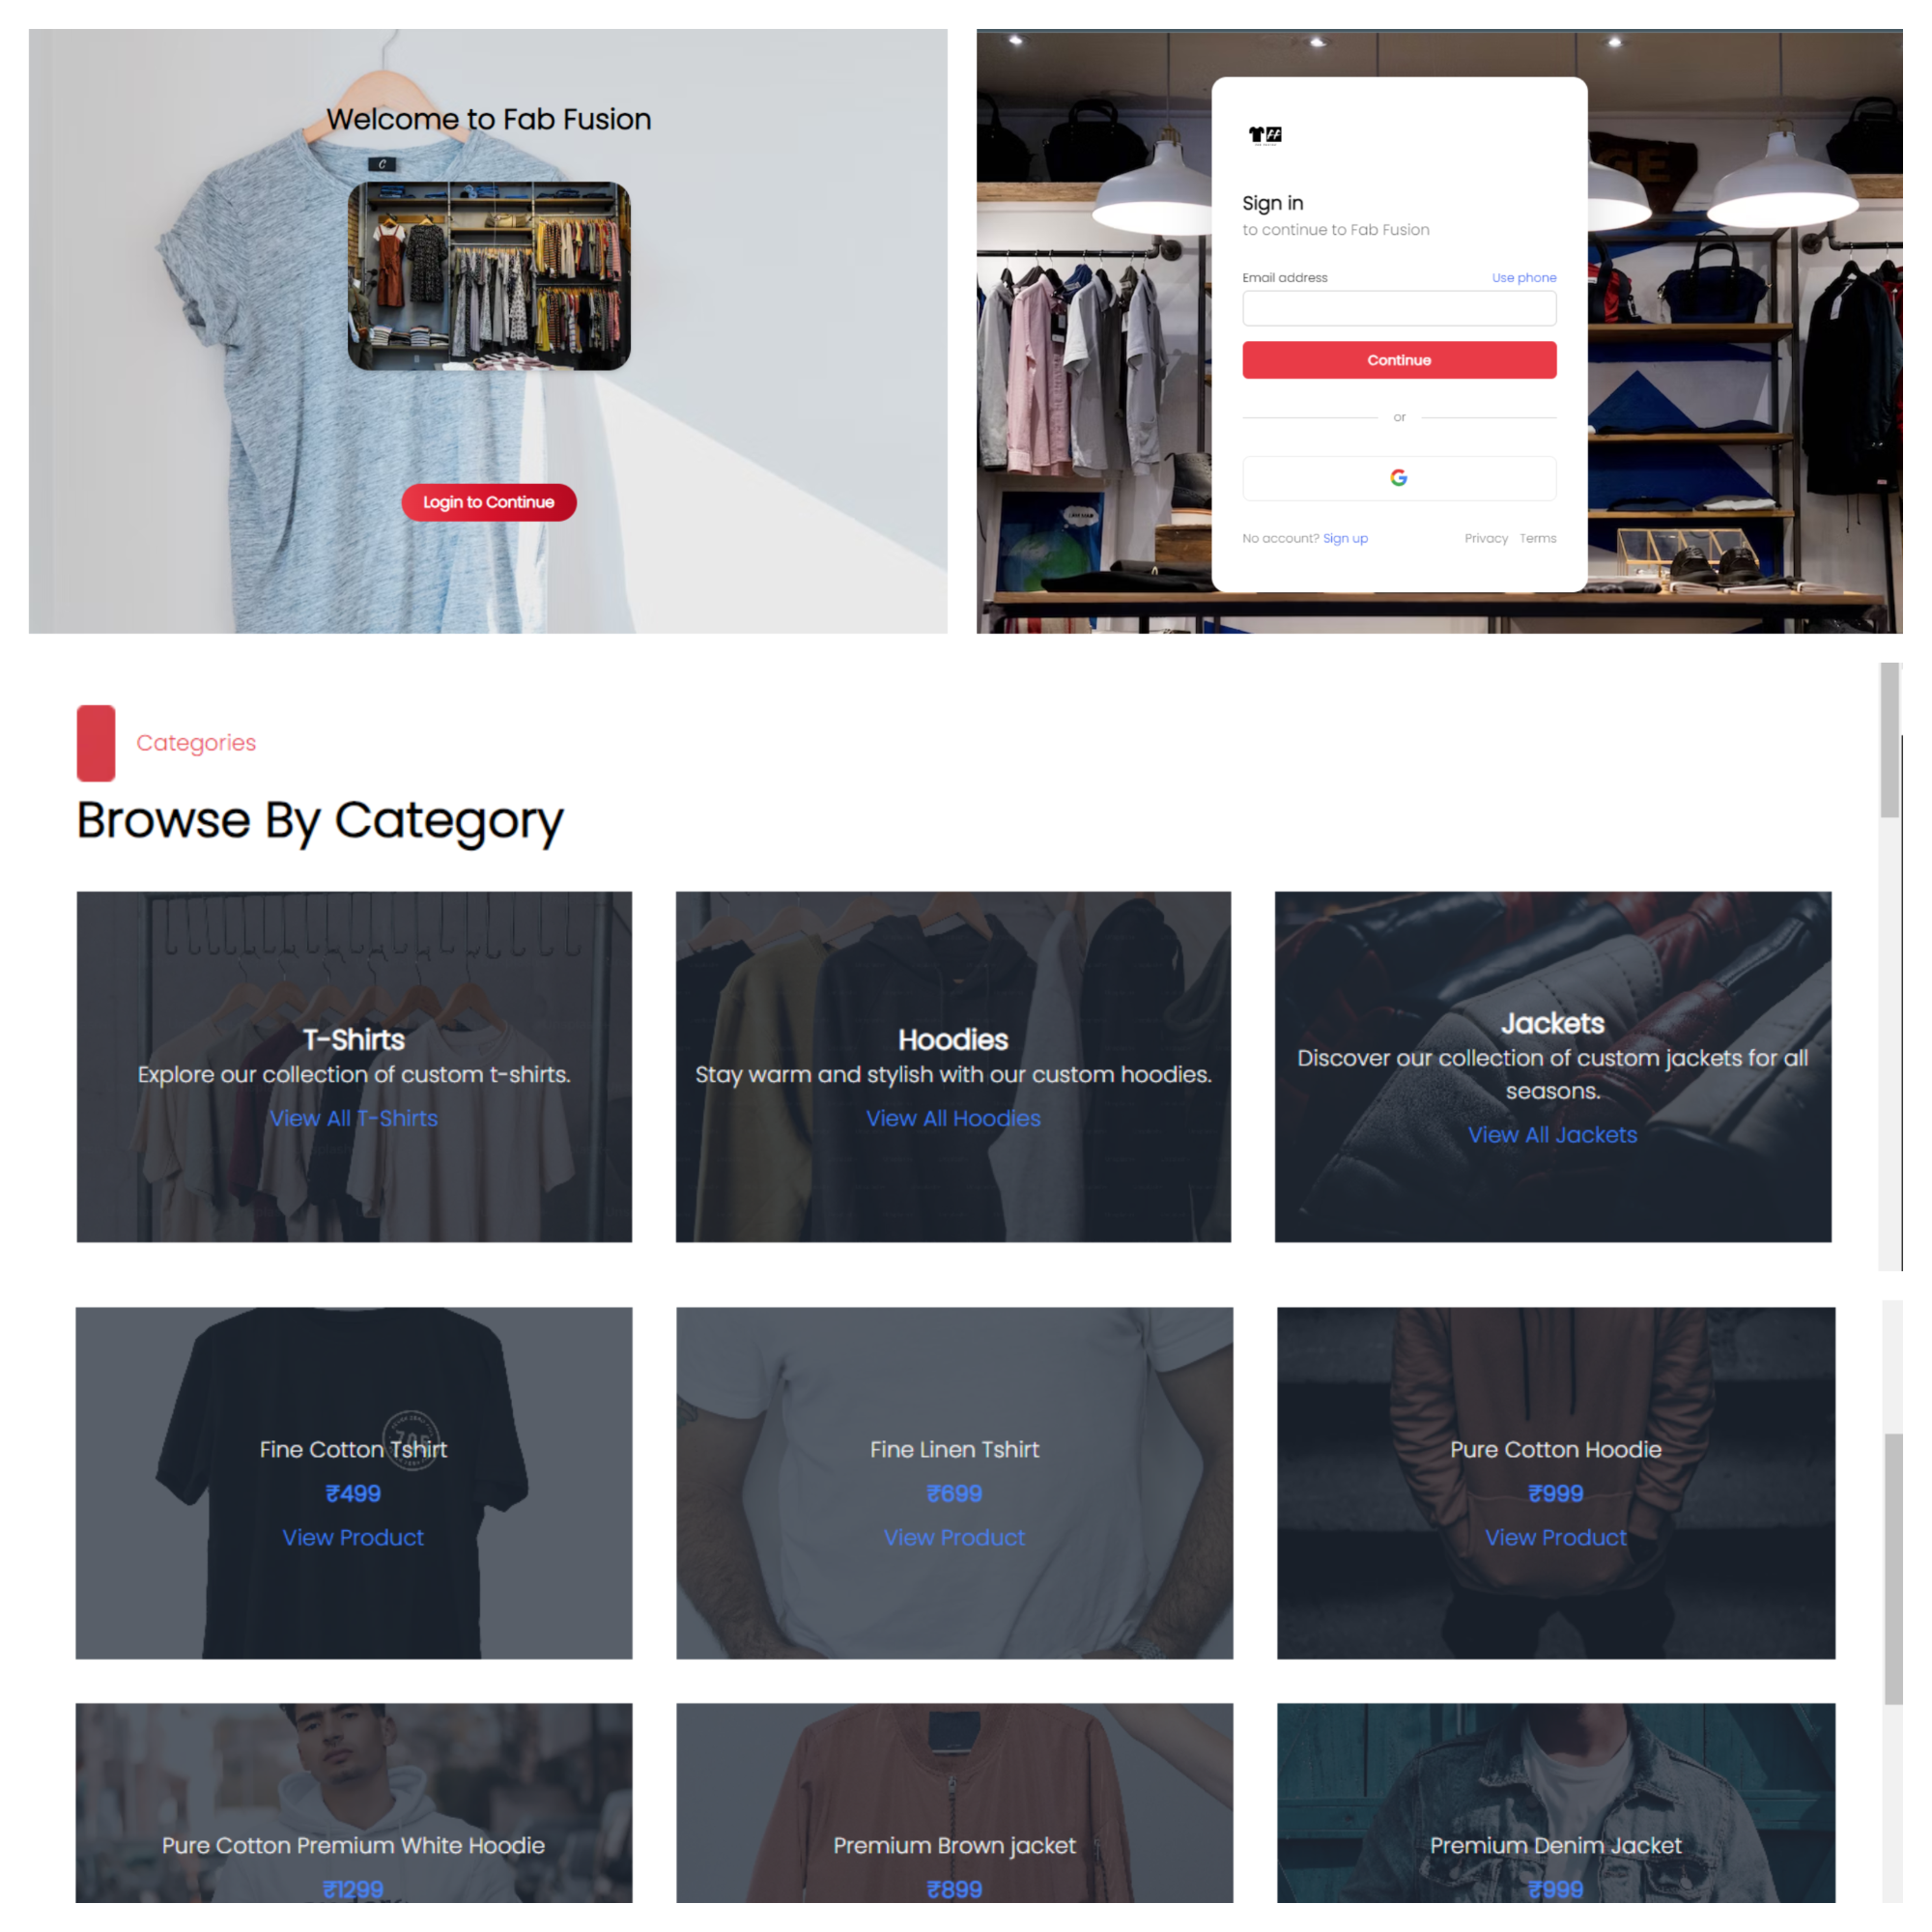 Welcome to Fab Fusion
C
Login to Continue
GE
Sign in
to continue to Fab Fusion
Email address
Use phone
Continue
or
No account? Sign up
Privacy Terms
Categories
Browse By Category
T-Shirts
Explore our collection of custom t-shirts.
View All T-Shirts
Hoodies
Stay warm and stylish with our custom hoodies.
View All Hoodies
Jackets
Discover our collection of custom jackets for all
seasons.
View All Jackets
Fine Cotton Tshirt
₹499
View Product
Fine Linen Tshirt
₹699
View Product
Pure Cotton Hoodie
₹999
View Product
Pure Cotton Premium White Hoodie
₹1299
Premium Brown jacket
₹899
Premium Denim Jacket
₹999